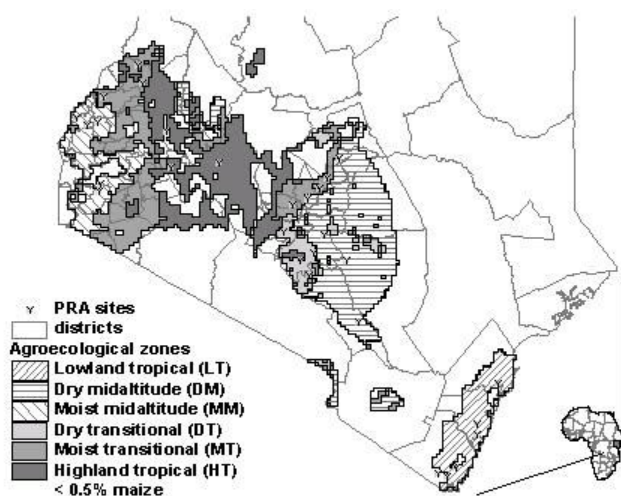 PRA sites
districts
Agroecological zones
Lowland tropical (LT)
Dry midaltitude (DM)
Moist midaltitude (MM)
Dry transitional (DT)
Moist transitional (MT)
Highland tropical (HT)
< 0.5% maize